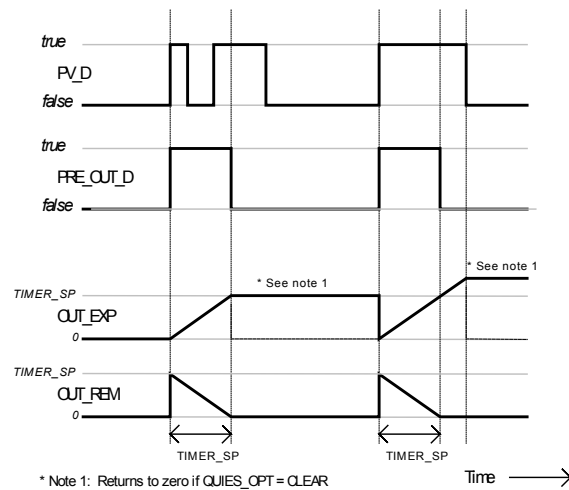 true
PV_D
false
true
PRE_OUT_D
false
* See note 1
* See note 1
TIMER_SP
OUT_EXP
0
TIMER_SP
OUT_REM
0
TIMER_SP
TIMER_SP
* Note 1: Returns to zero if QUIES_OPT = CLEAR
Time